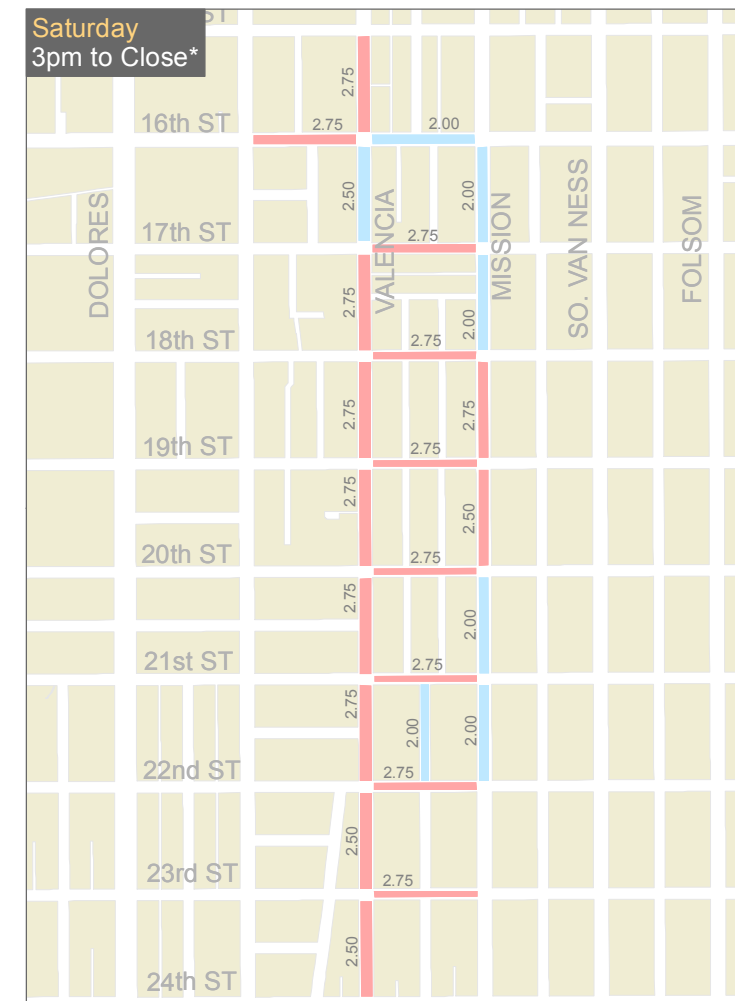 Saturday
3pm to Close*
ST
2.75
16th ST
2.75
2.00
DOLORES
2.50
VALENCIA
2.00
MISSION
SO. VAN NESS
FOLSOM
17th ST
2.75
2.75
2.00
18th ST
2.75
2.75
2.75
19th ST
2.75
2.75
2.50
20th ST
2.75
2.75
2.00
21st ST
2.75
2.75
2.00
2.00
22nd ST
2.75
2.50
23rd ST
2.75
2.50
24th ST